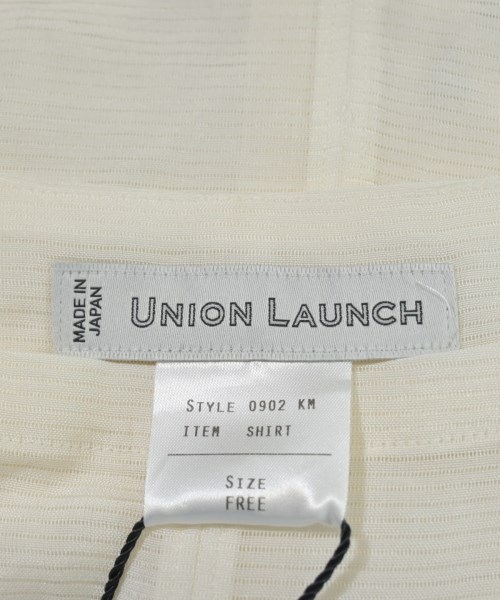 MADE IN
JAPAN
UNION LAUNCH
STYLE 0902 KM
ITEM SHIRT
SIZE
FREE